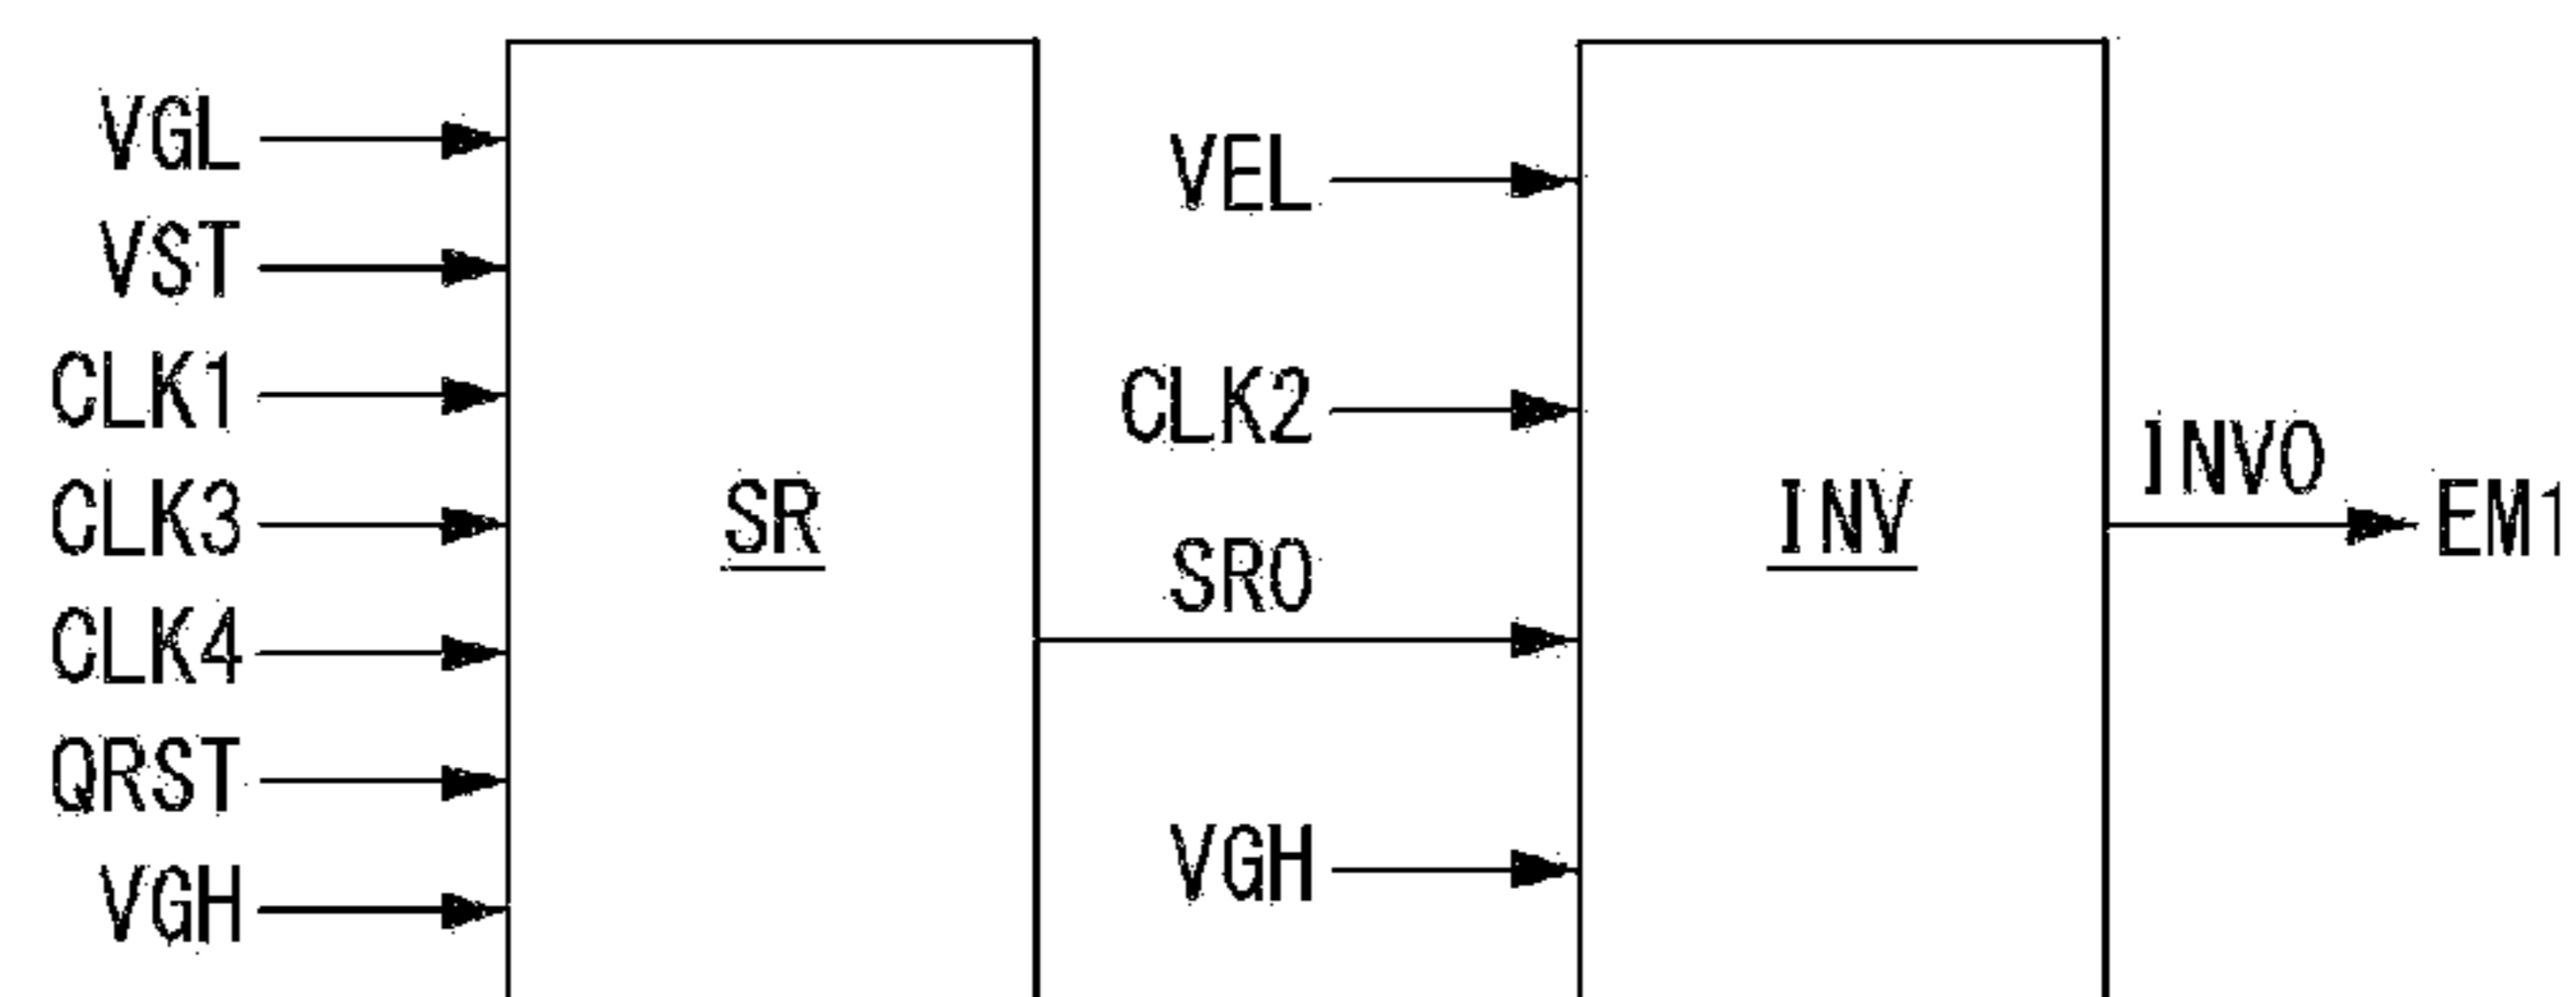 VGL
VST
CLK1
CLK3
CLK4
QRST
VGH
SR
VEL
CLK2
SRO
VGH
INV
INVO
EM1